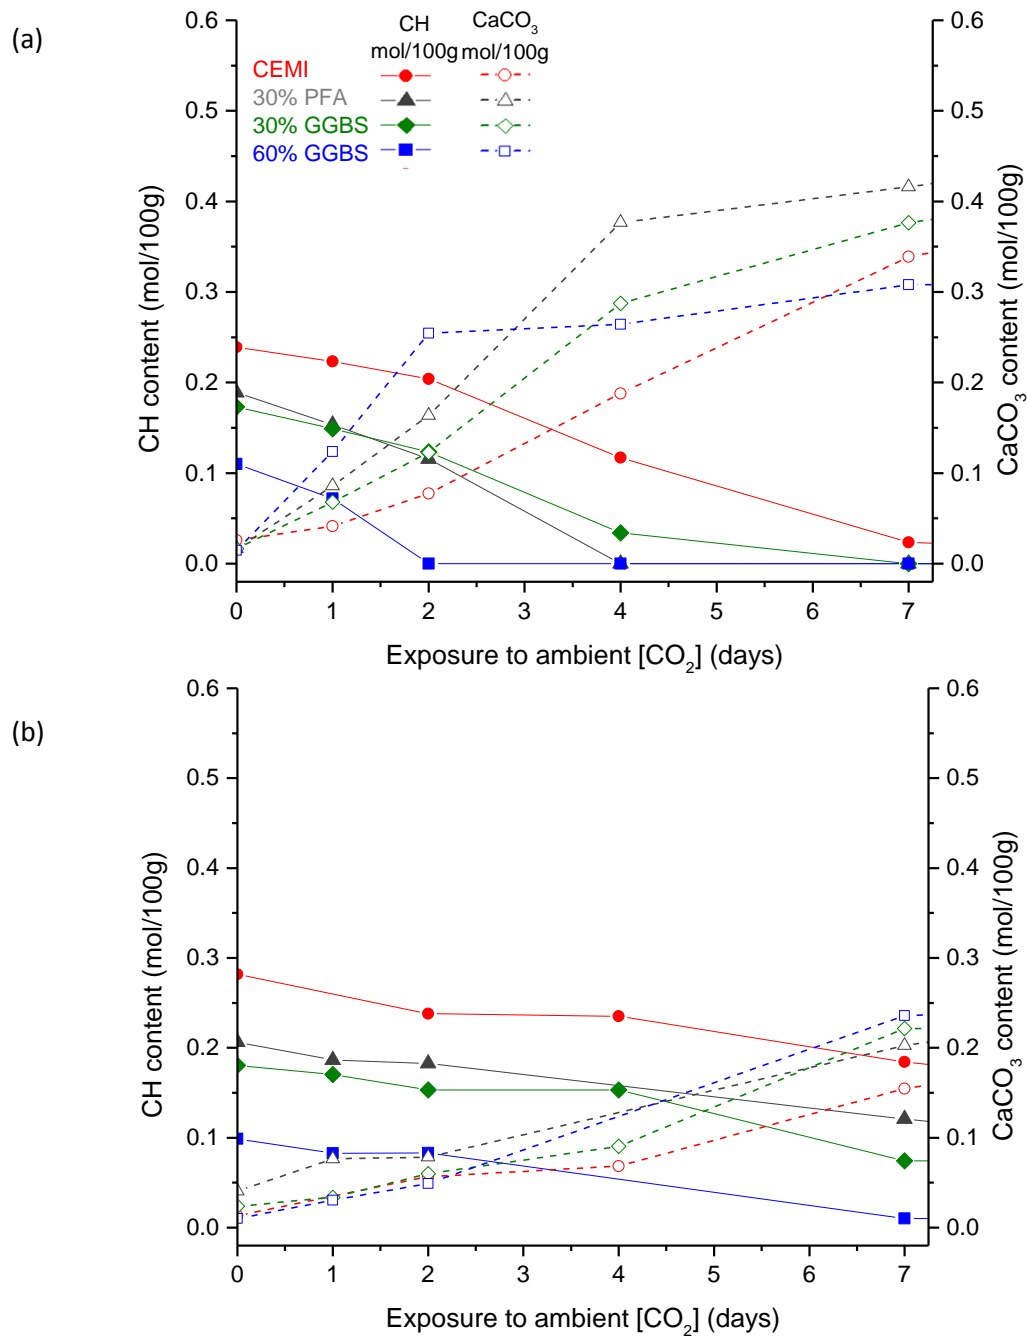 (a)
CH CaCO3
mol/100g mol/100g
CEMI
30% PFA
30% GGBS
60% GGBS
0.6 0.6
0.5 0.5
0.4 0.4
0.3 0.3
0.2 0.2
0.1 0.1
0.0 0.0
CH content (mol/100g)
CaCO3 content (mol/100g)
0 1 2 3 4 5 6 7
Exposure to ambient [CO2] (days)
(b)
0.6 0.6
0.5 0.5
0.4 0.4
0.3 0.3
0.2 0.2
0.1 0.1
0.0 0.0
CH content (mol/100g)
CaCO3 content (mol/100g)
0 1 2 3 4 5 6 7
Exposure to ambient [CO2] (days)